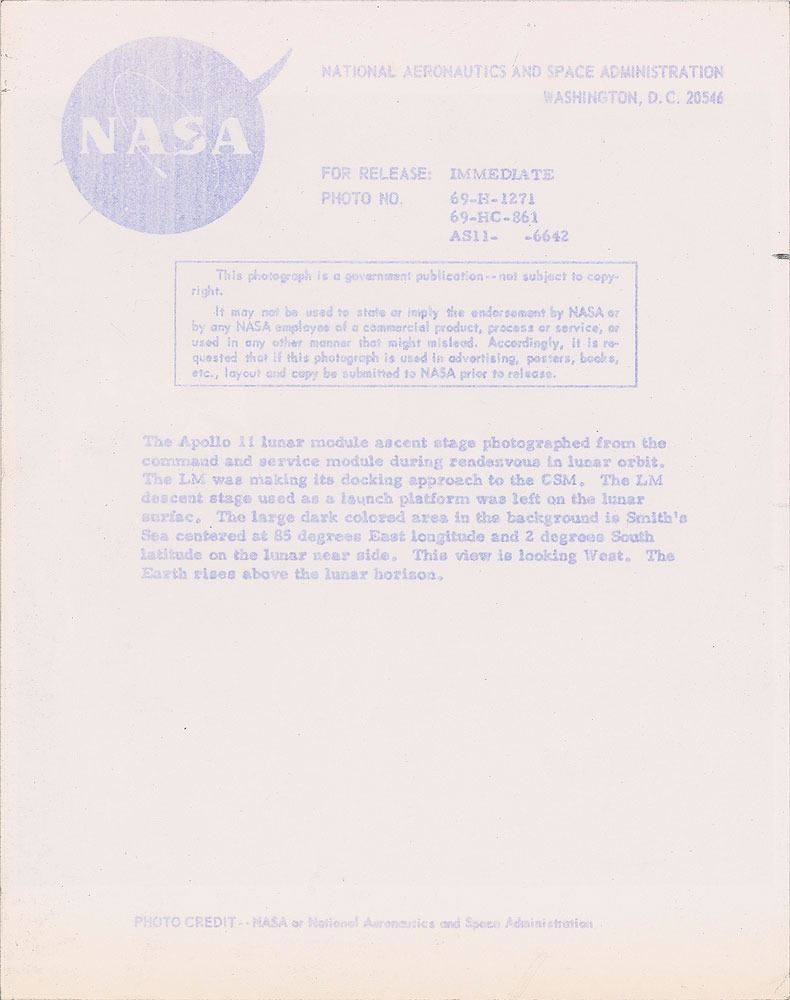 NASA
NATIONAL AERONAUTICS AND SPACE ADMINISTRATION
WASHINGTON, D. C. 20546
FOR RELEASE: IMMEDIATE
PHOTO NO. 69-H-1271
69-HC-861
AS11- -6642
This photograph is a government publication--not subject to copy-
right.
It may not be used to state or imply the endorsement by NASA or
by any NASA employee of a commercial product, process or service, or
used in any other manner that might mislead. Accordingly, it is re-
quested that if this photograph is used in advertising, posters, books,
etc., layout and copy be submitted to NASA prior to release.
The Apollo 11 lunar module ascent stage photographed from the
command and service module during rendezvous in lunar orbit.
The LM was making its docking approach to the CSM. The LM
descent stage used as a launch platform was left on the lunar
surfac. The large dark colored area in the background is Smith's
Sea centered at 85 degrees East longitude and 2 degrees South
latitude on the lunar near side. This view is looking West. The
Earth rises above the lunar horizon.
PHOTO CREDIT--NASA or National Aeronautics and Space Administration